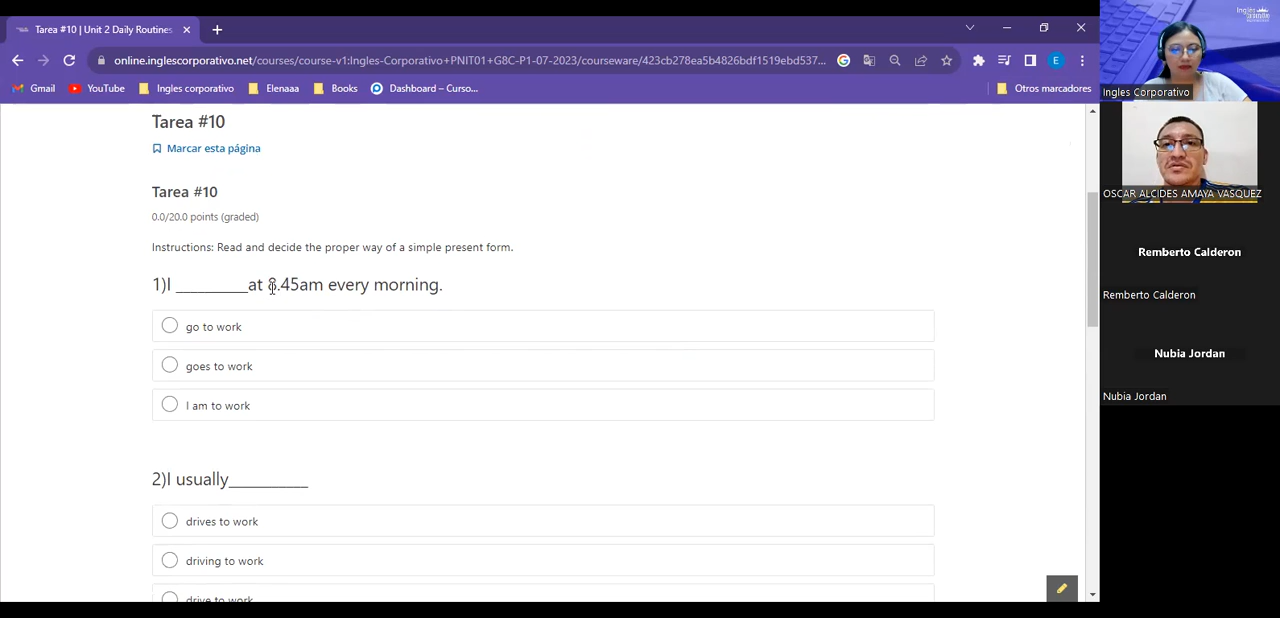 Tarea #10 | Unit 2 Daily Routines
online.inglescorporativo.net/courses/course-v1:Ingles-Corporativo+PNIT01+G8C-P1-07-2023/courseware/423cb278ea5b4826bdf1519ebd537...
E
Gmail
YouTube
Ingles corporativo
Elenaaa
Books
Dashboard – Curso...
Otros marcadores
Tarea #10
Marcar esta página
Tarea #10
0.0/20.0 points (graded)
Instructions: Read and decide the proper way of a simple present form.
1)I _________at 8.45am every morning.
go to work
goes to work
I am to work
2)I usually__________
drives to work
driving to work
drive to work
Ingles Corporativo
OSCAR ALCIDES AMAYA VASQUEZ
Remberto Calderon
Remberto Calderon
Nubia Jordan
Nubia Jordan